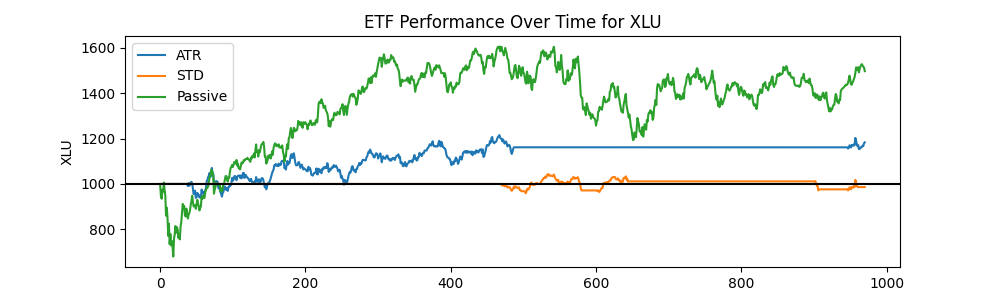 ETF Performance Over Time for XLU
ATR
STD
Passive
XLU
1600
1400
1200
1000
800
0 200 400 600 800 1000